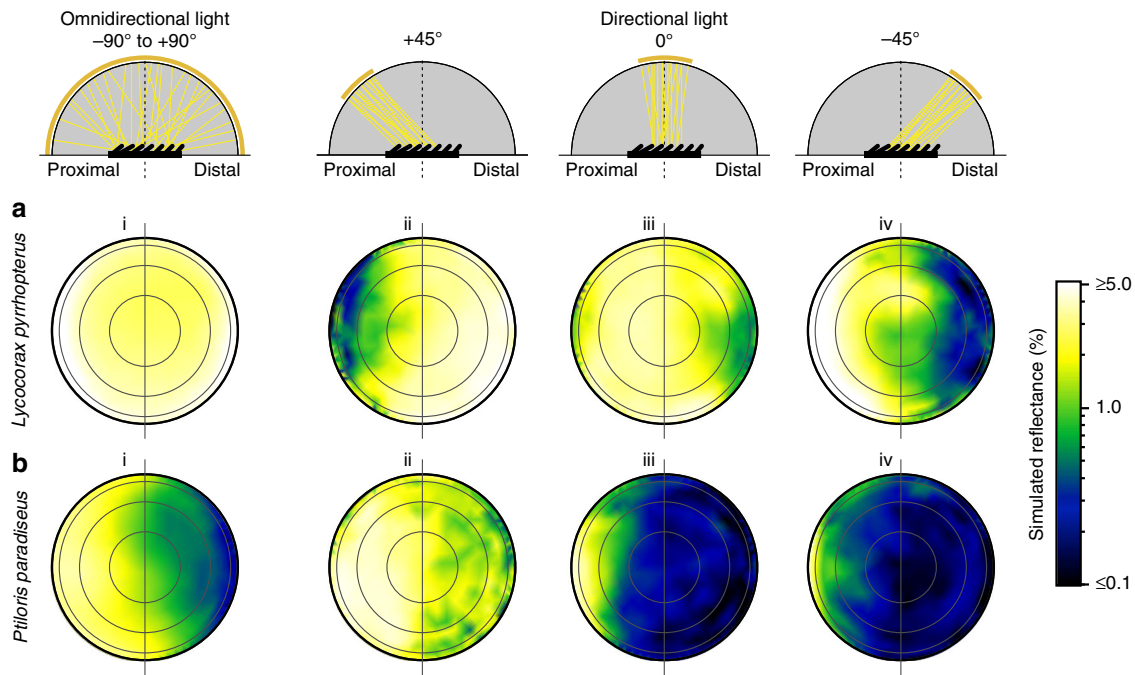 Omnidirectional light
–90° to +90°
+45°
Directional light
0°
–45°
Proximal Distal
Proximal Distal
Proximal Distal
Proximal Distal
a
i ii iii iv
Lycocorax pyrrhopterus
b
i ii iii iv
Ptiloris paradiseus
≥5.0
1.0
≤0.1
Simulated reflectance (%)